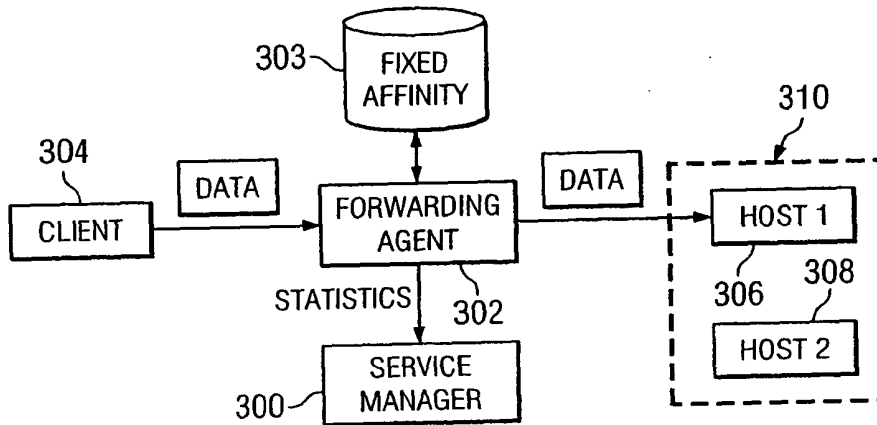 303
FIXED
AFFINITY
310
304
DATA
DATA
CLIENT
FORWARDING
AGENT
HOST 1
306
308
STATISTICS
302
HOST 2
300
SERVICE
MANAGER